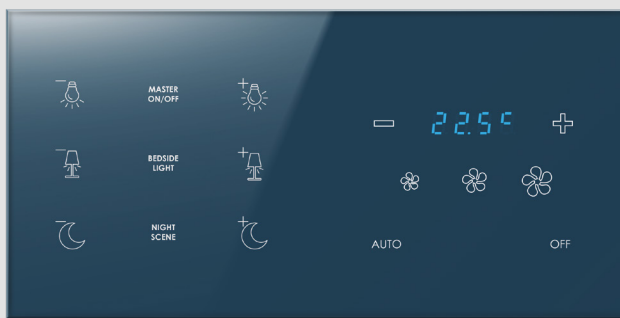 MASTER
ON/OFF
22.5c
BEDSIDE
LIGHT
NIGHT
SCENE
AUTO
OFF